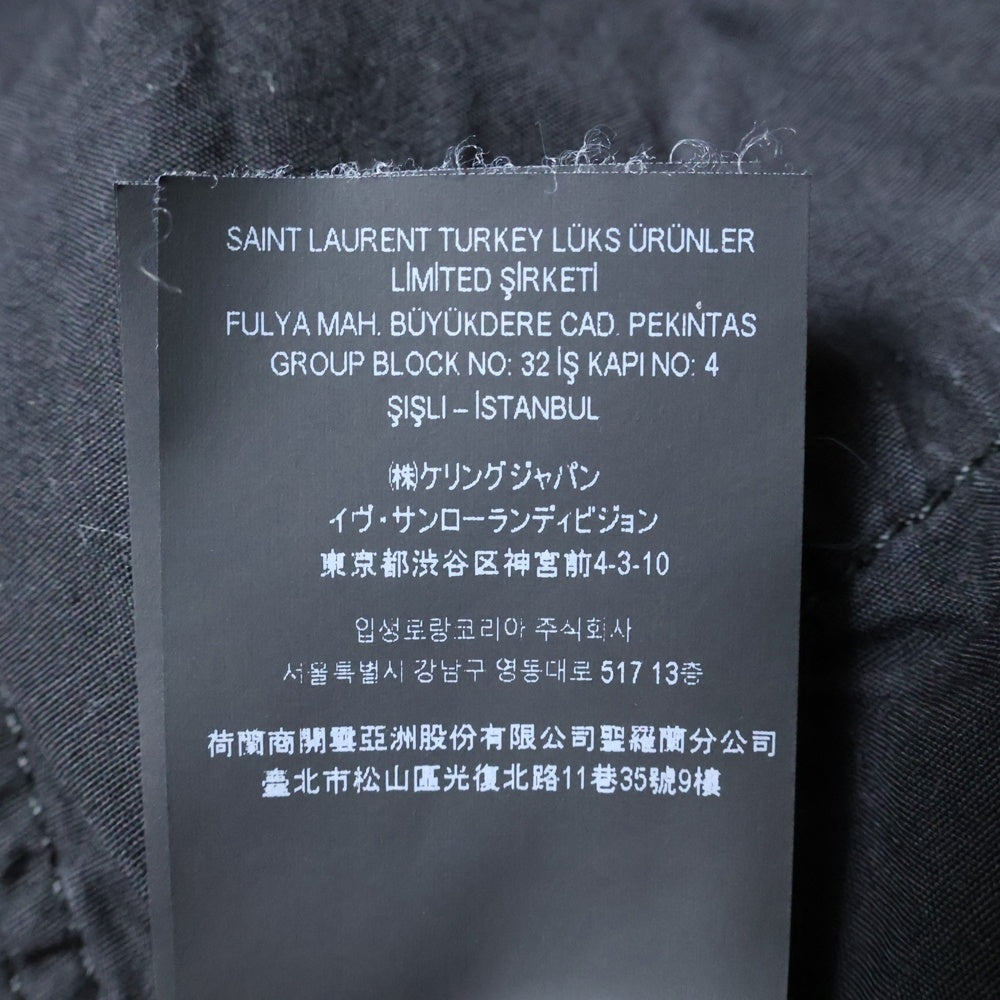 SAINT LAURENT TURKEY LÜKS ÜRÜNLER
LİMİTED ŞİRKETİ
FULYA MAH. BÜYÜKDERE CAD. PEKINTAS
GROUP BLOCK NO: 32 İŞ KAPI NO: 4
ŞIŞLI – İSTANBUL
㈱ケリングジャパン
イヴ・サンローランディビジョン
東京都渋谷区神宮前4-3-10
입생로랑코리아 주식회사
서울특별시 강남구 영동대로 517 13층
荷蘭商開雲亞洲股份有限公司聖羅蘭分公司
臺北市松山區光復北路11巷35號9樓